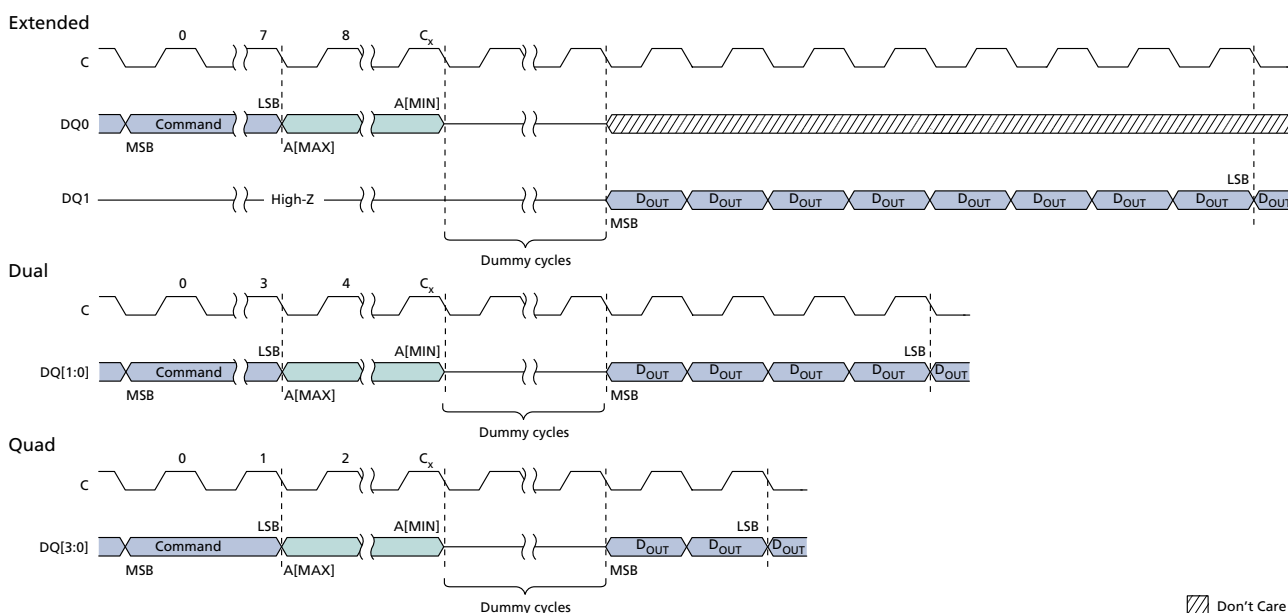 Extended
0 7 8 Cx
C
LSB A[MIN]
DQ0 Command
MSB A[MAX]
LSB
DQ1 High-Z DOUT DOUT DOUT DOUT DOUT DOUT DOUT DOUT DOUT
MSB
Dummy cycles
Dual
0 3 4 Cx
C
LSB A[MIN] LSB
DQ[1:0] Command DOUT DOUT DOUT DOUT DOUT
MSB A[MAX] MSB
Dummy cycles
Quad
0 1 2 Cx
C
LSB A[MIN] LSB
DQ[3:0] Command DOUT DOUT DOUT
MSB A[MAX] MSB
Dummy cycles
Don't Care